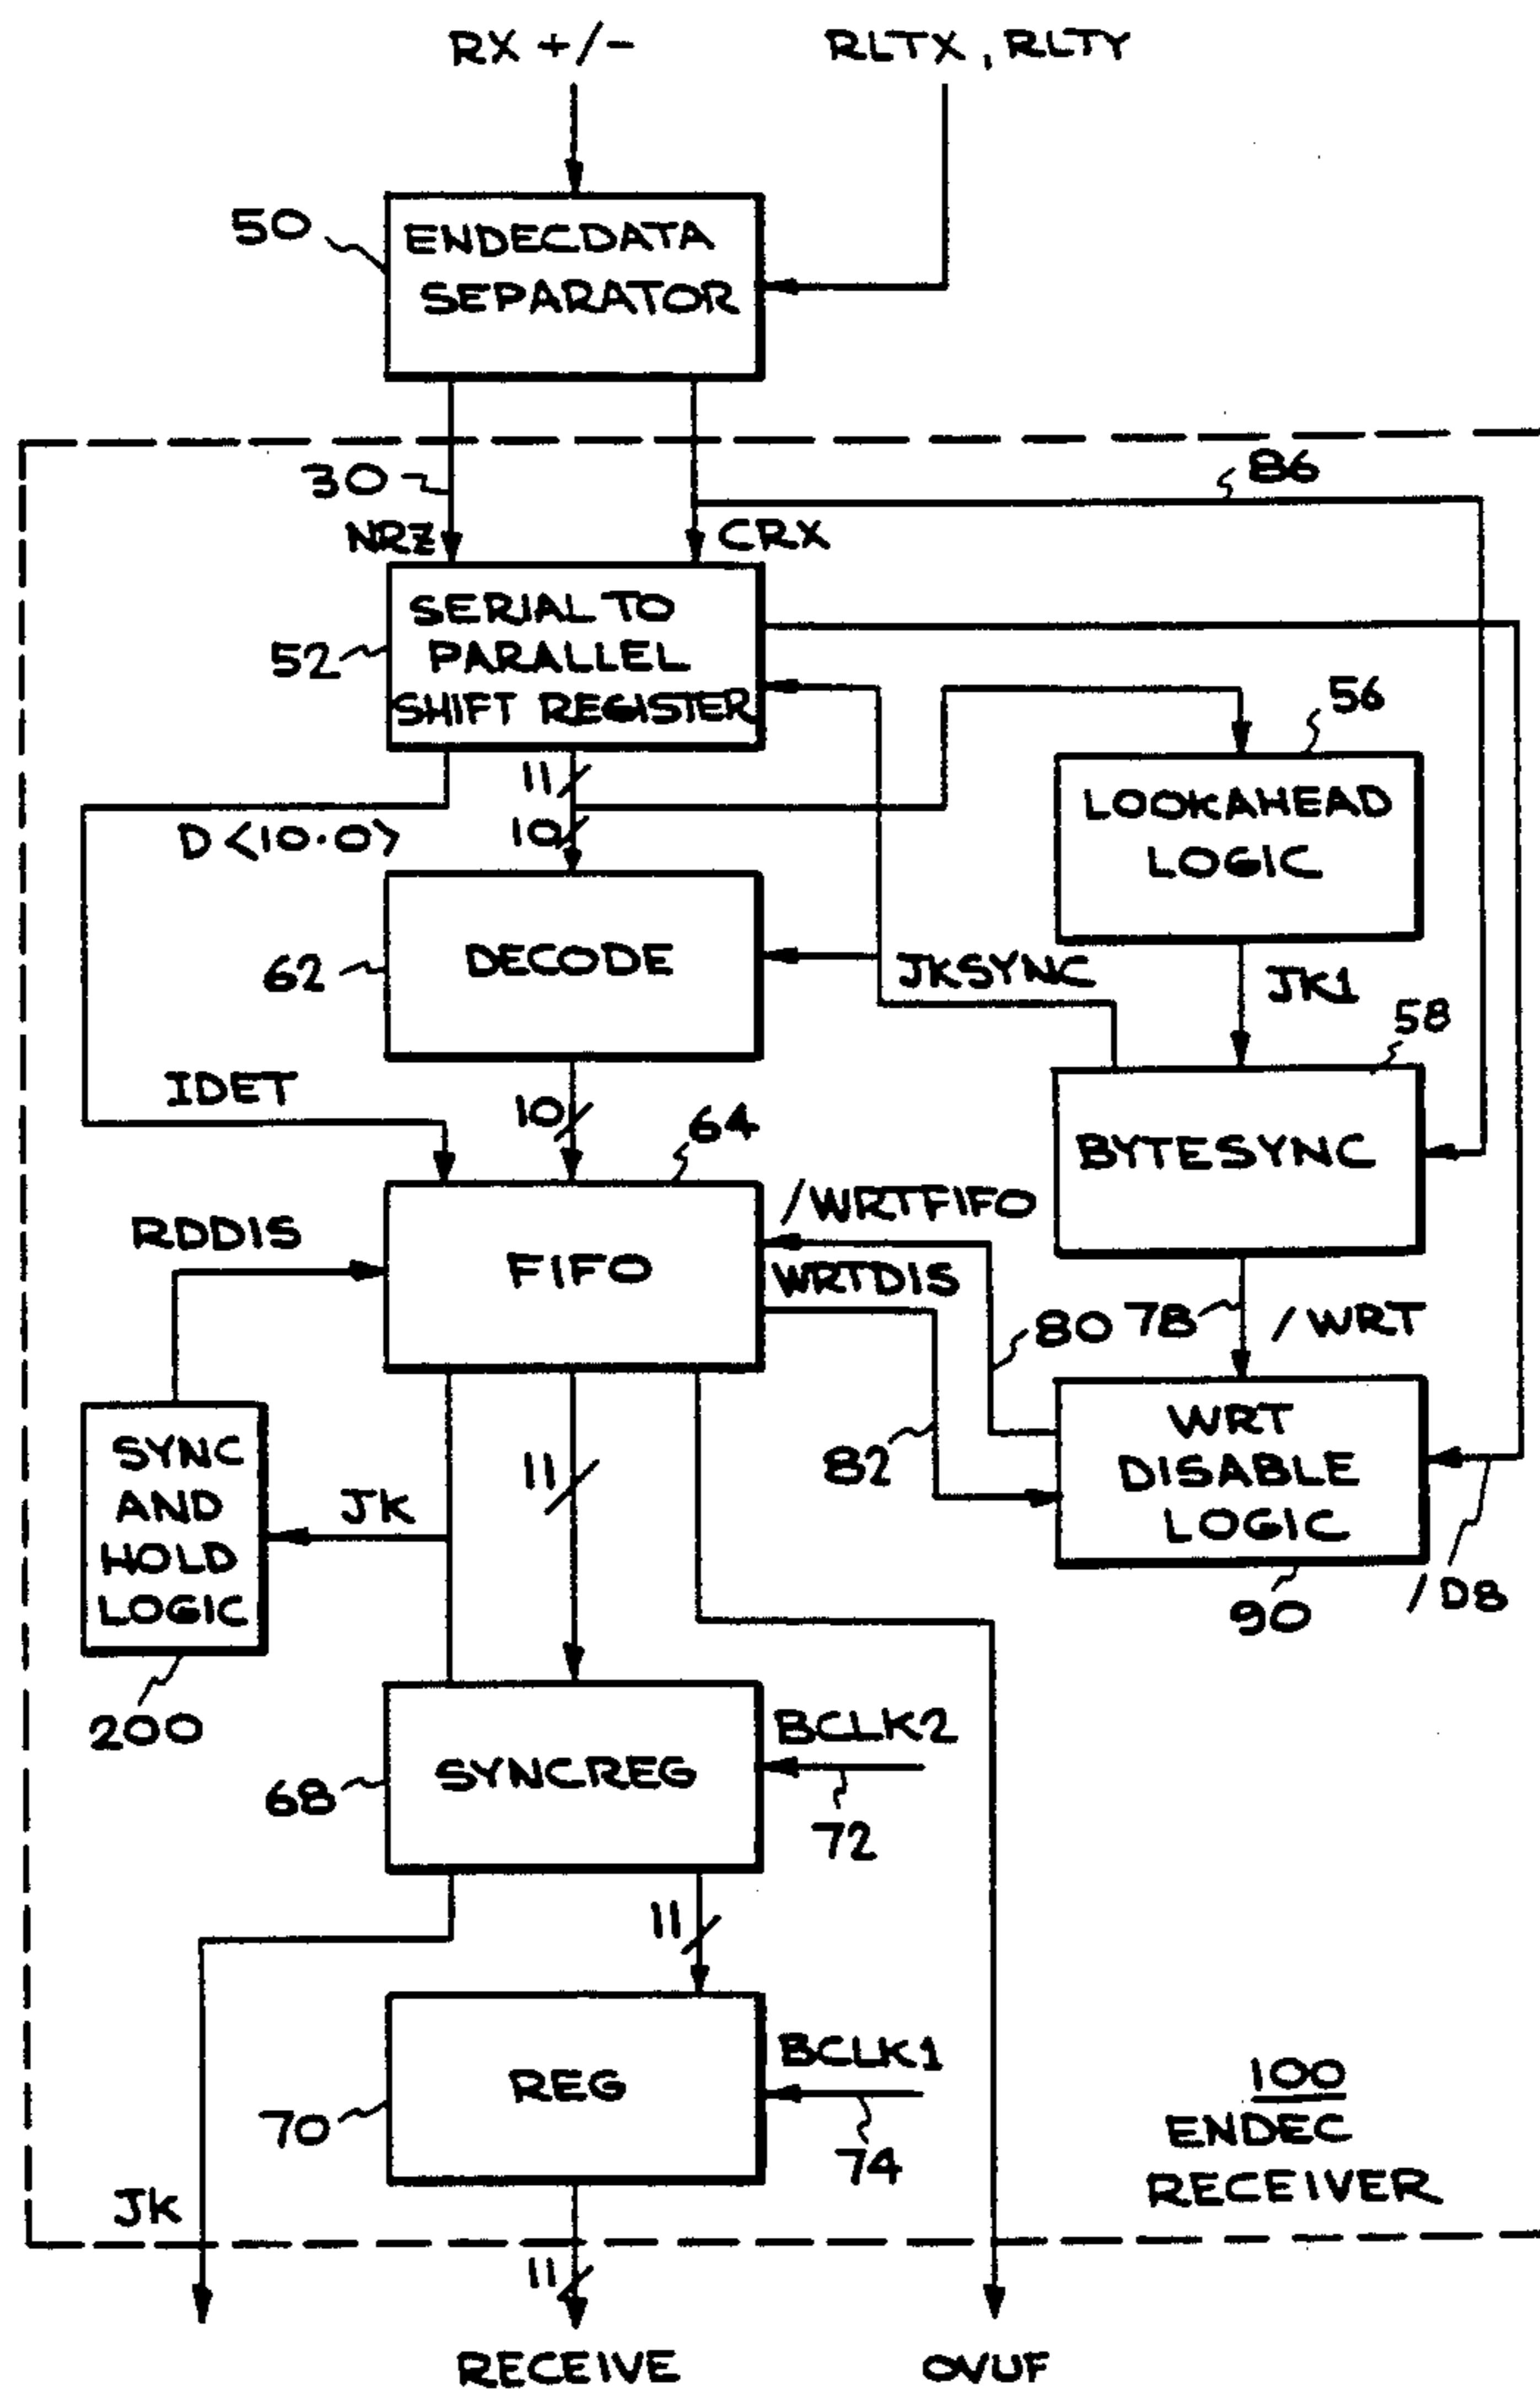 RX +/-
RLTX, RLTY
50
ENDECDATA
SEPARATOR
30
86
NRZ
CRX
52
SERIAL TO
PARALLEL
SHIFT REGISTER
56
11
D<10·0>
10
LOOKAHEAD
LOGIC
62
DECODE
JKSYNC
JK1
58
IDET
10
64
BYTESYNC
RDDIS
FIFO
/WRTFIFO
WRTDIS
80
78
/WRT
82
WRT
DISABLE
LOGIC
SYNC
AND
HOLD
LOGIC
JK
11
90
/D8
200
68
SYNCREG
BCLK2
72
11
70
REG
BCLK1
74
100
ENDEC
RECEIVER
JK
11
RECEIVE
OVUF